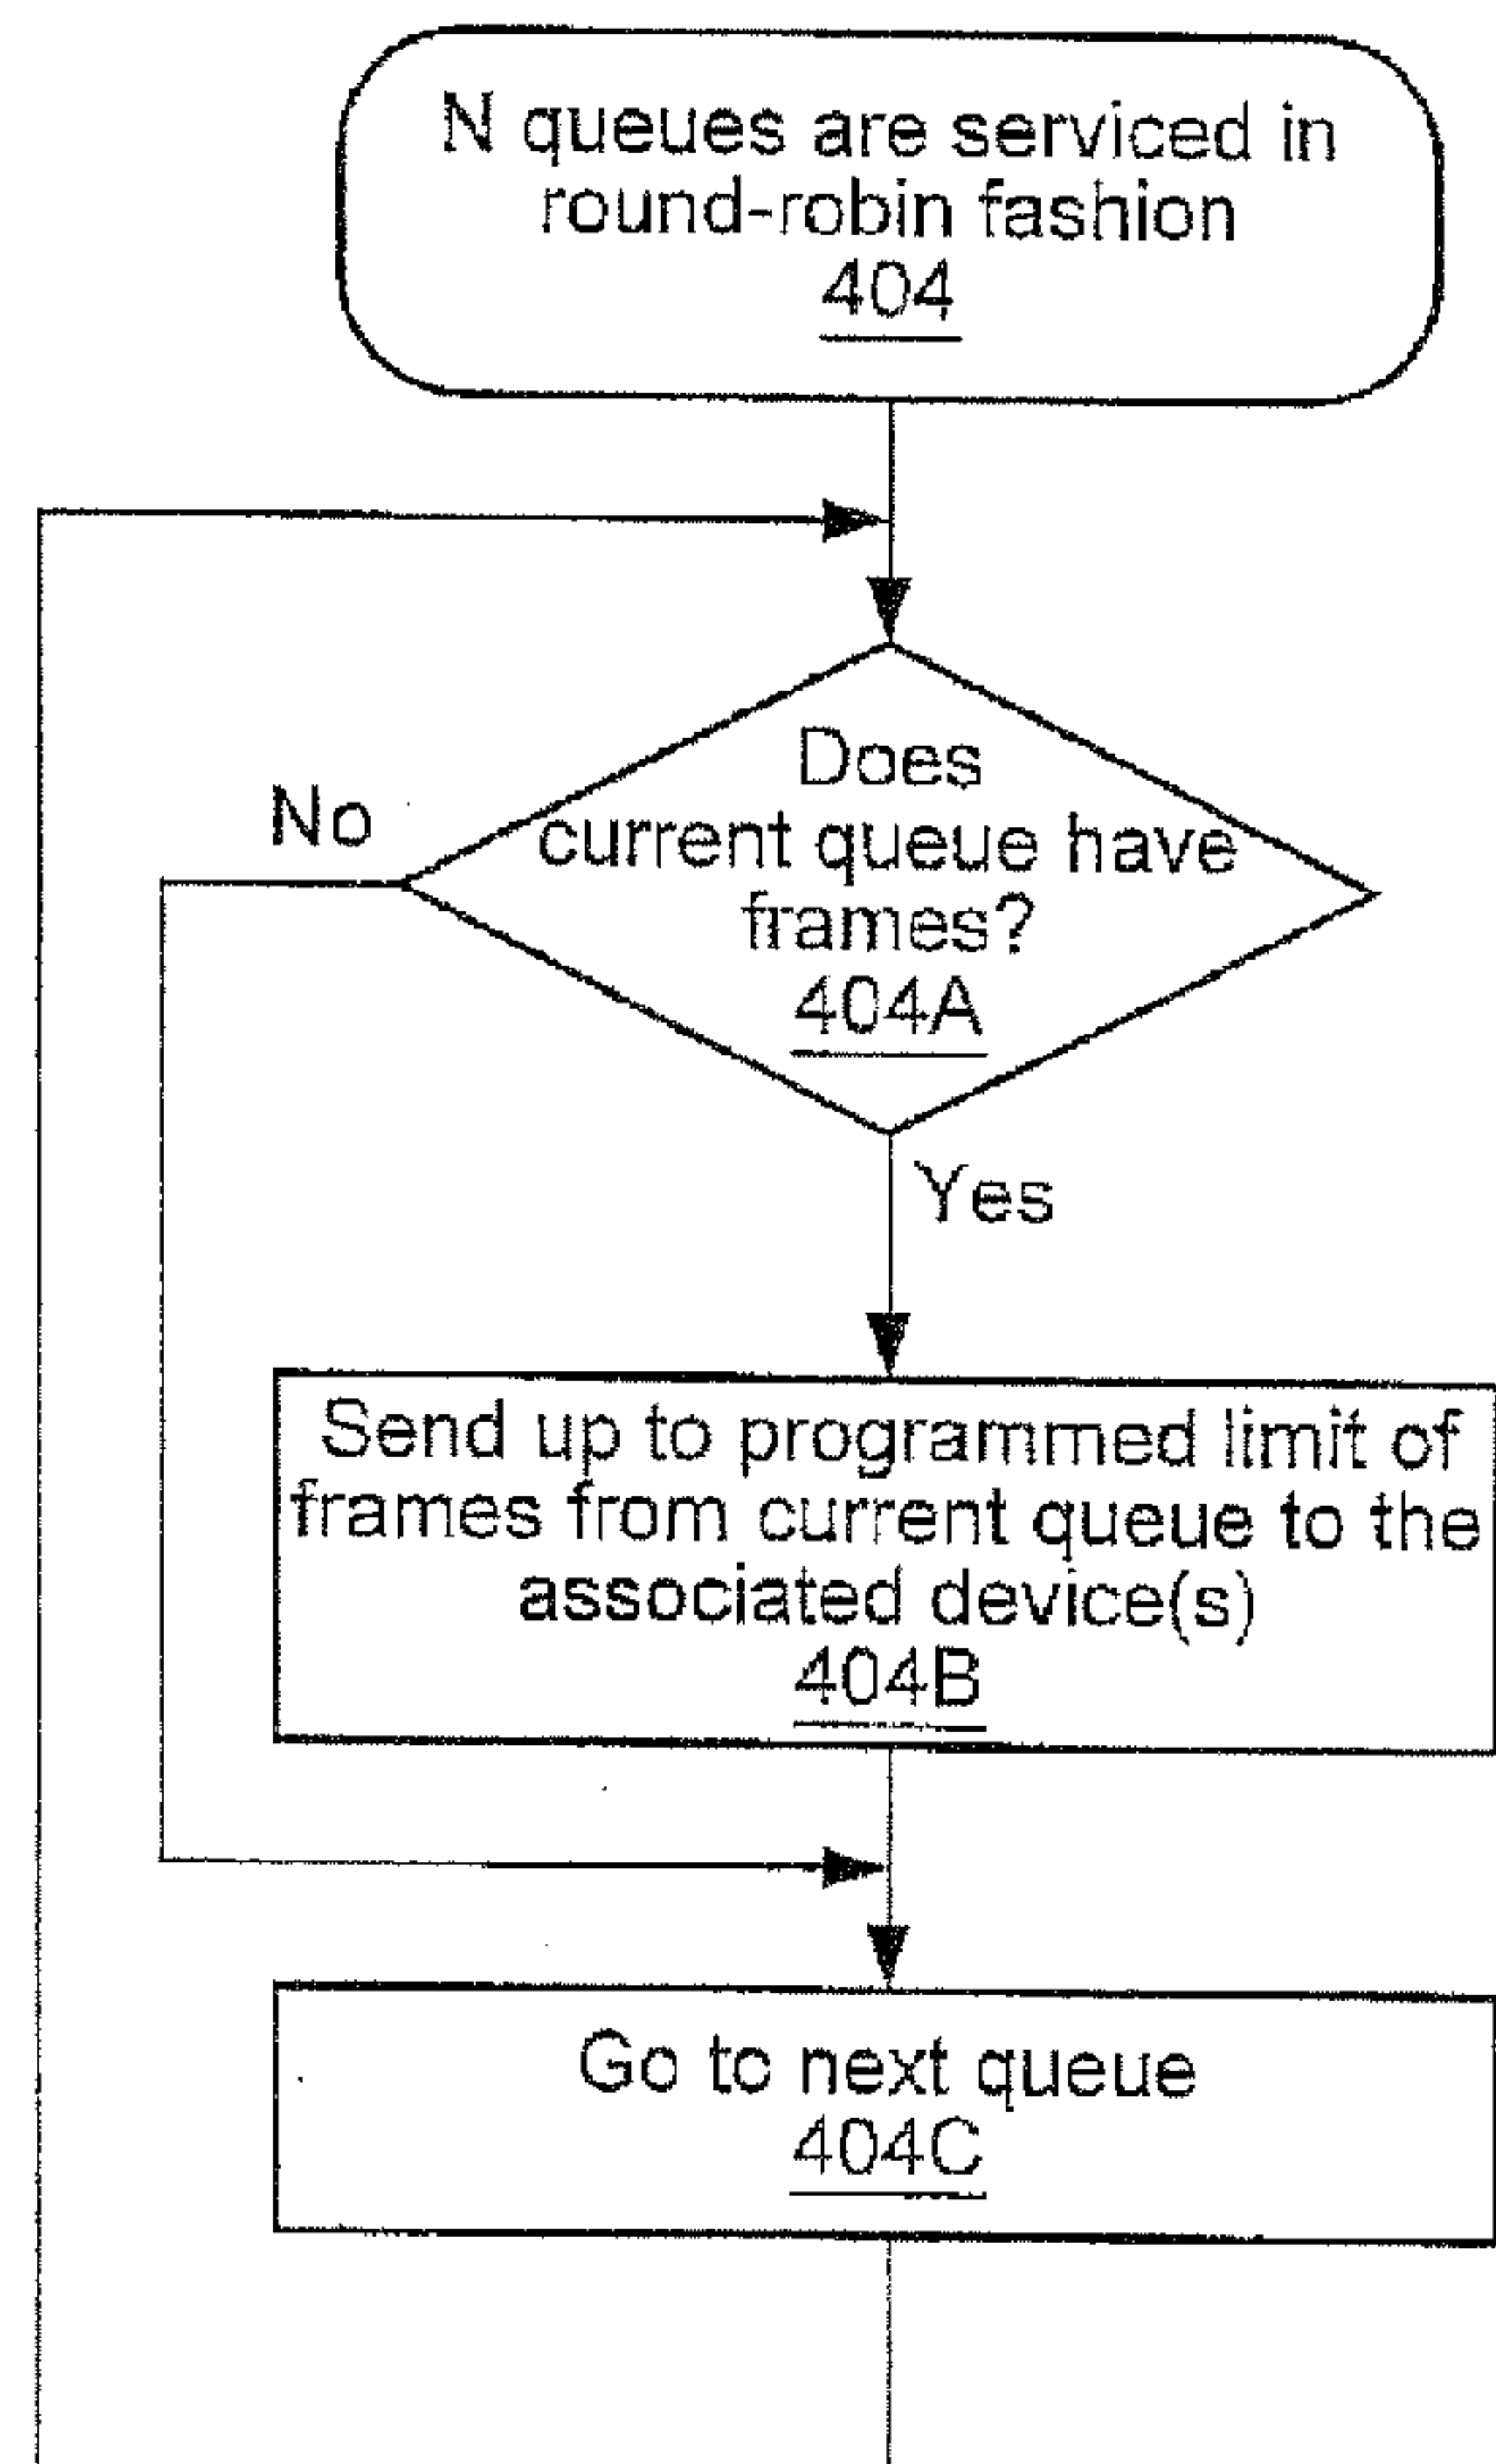 N queues are serviced in
round-robin fashion
404
No
Does
current queue have
frames?
404A
Yes
Send up to programmed limit of
frames from current queue to the
associated device(s)
404B
Go to next queue
404C